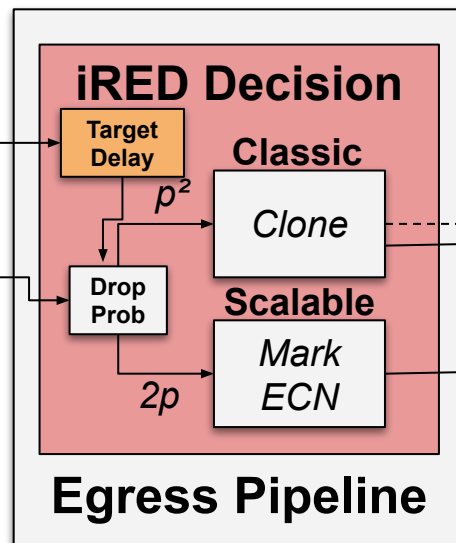 iRED Decision
Target
Delay
Classic
p²
Clone
Drop
Prob
Scalable
Mark
ECN
2p
Egress Pipeline